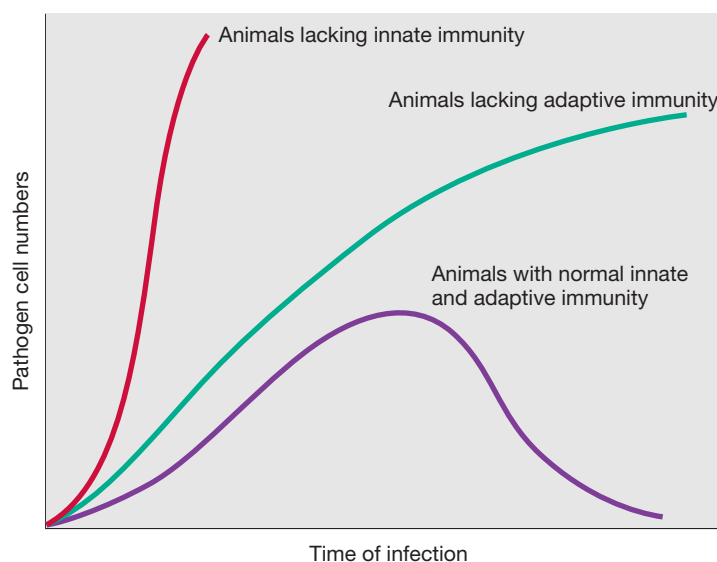 Animals lacking innate immunity
Animals lacking adaptive immunity
Animals with normal innate
and adaptive immunity
Pathogen cell numbers
Time of infection